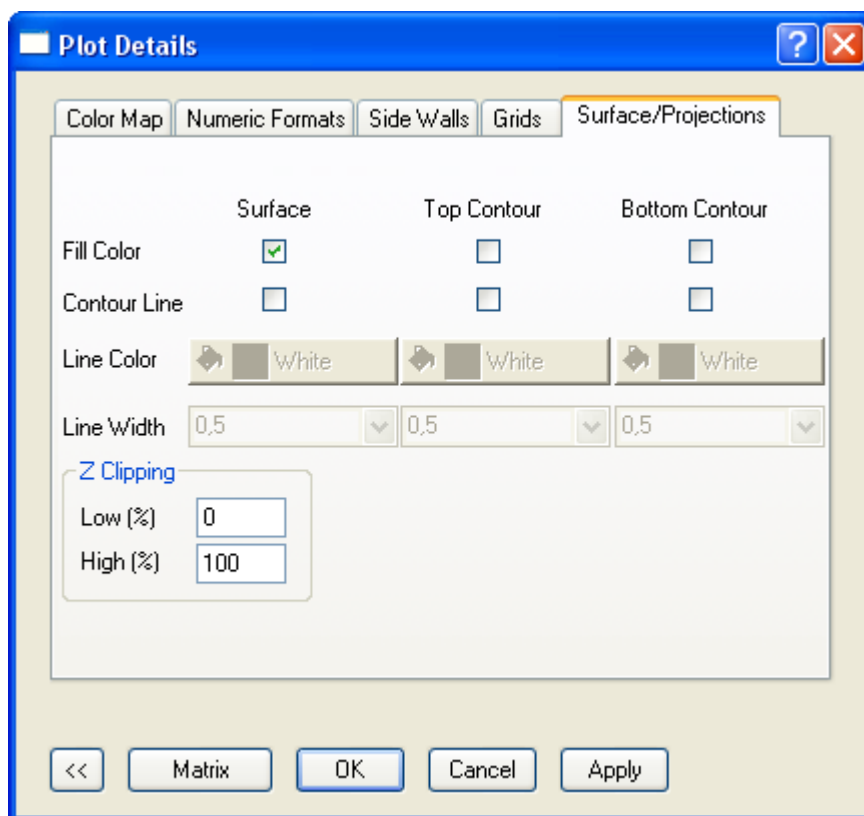 Plot Details
Color Map Numeric Formats Side Walls Grids Surface/Projections
Surface Top Contour Bottom Contour
Fill Color
Contour Line
Line Color White White White
Line Width 0,5 0,5 0,5
Z Clipping
Low (%) 0
High (%) 100
<< Matrix OK Cancel Apply